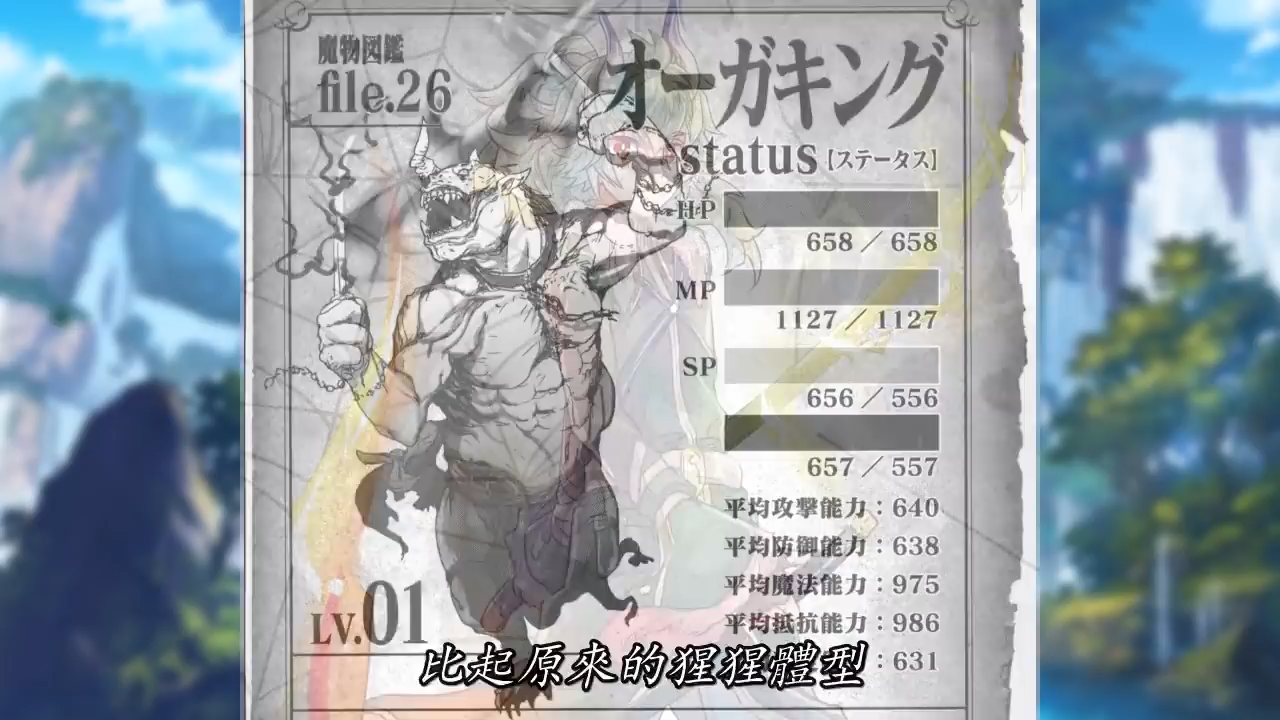 魔物図鑑
file.26
オーガキング
status【ステータス】
HP
658／658
MP
1127／1127
SP
656／556
657／557
平均攻撃能力：640
平均防御能力：638
平均魔法能力：975
平均抵抗能力：986
：631
LV.01
比起原來的猩猩體型